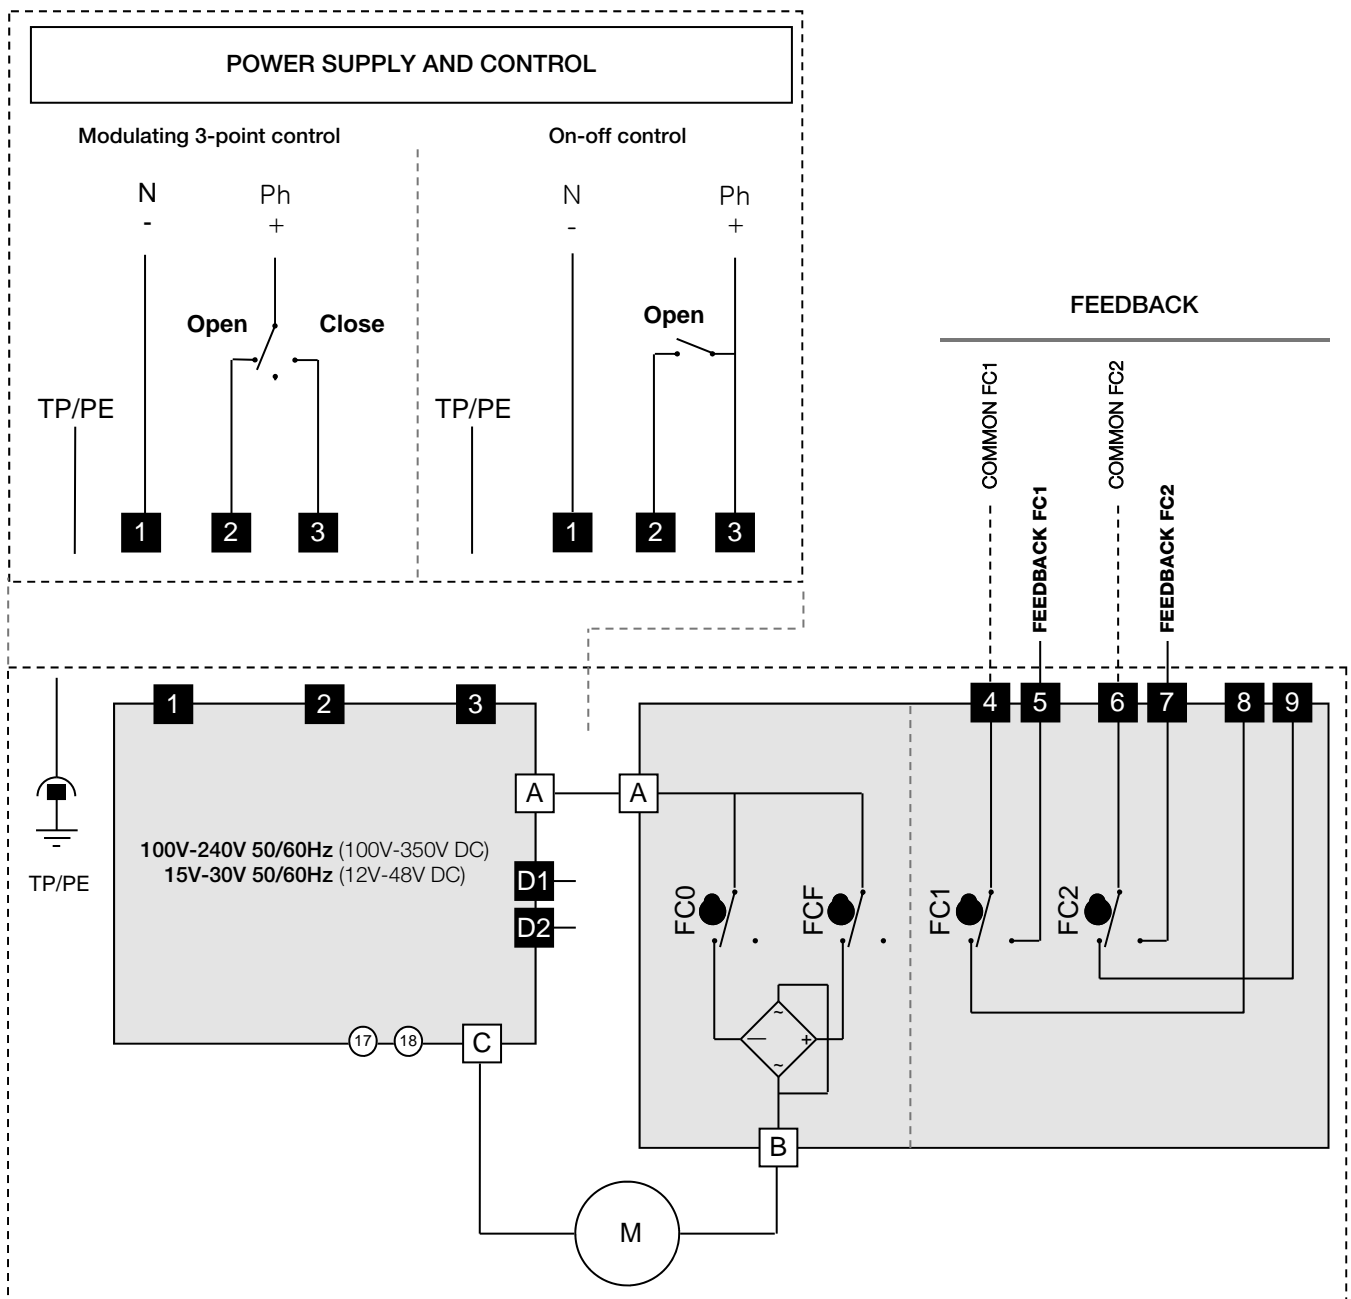 POWER SUPPLY AND CONTROL
Modulating 3-point control
On-off control
N
Ph
-
+
N
Ph
-
+
Open
Close
Open
TP/PE
TP/PE
1
2
3
1
2
3
FEEDBACK
COMMON FC1
FEEDBACK FC1
COMMON FC2
FEEDBACK FC2
1
2
3
4
5
6
7
8
9
A
A
100V-240V 50/60Hz (100V-350V DC)
15V-30V 50/60Hz (12V-48V DC)
D1
D2
TP/PE
FC0
FCF
FC1
FC2
~
—
+
~
17
18
C
B
M